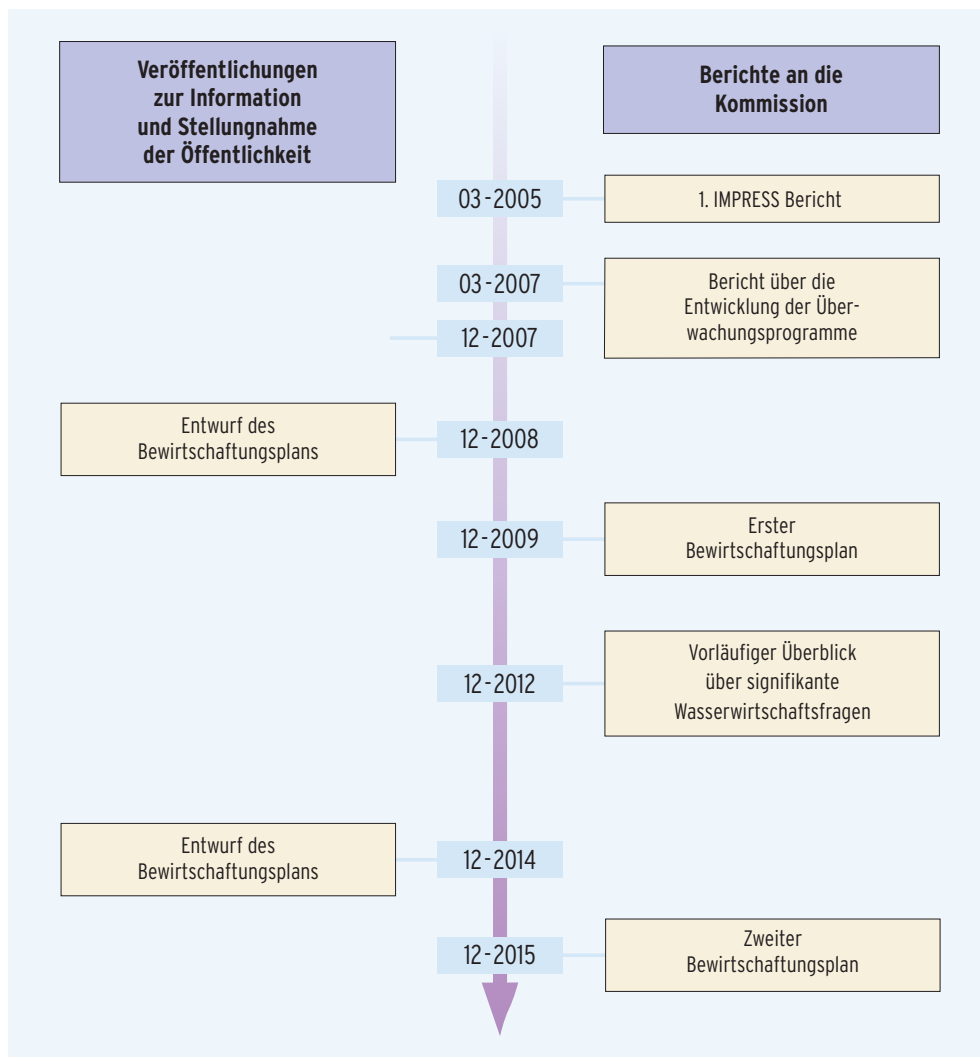 Veröffentlichungen
zur Information
und Stellungnahme
der Öffentlichkeit
Berichte an die
Kommission
03-2005
1. IMPRESS Bericht
03-2007
Bericht über die
Entwicklung der Über-
wachungsprogramme
12-2007
Entwurf des
Bewirtschaftungsplans
12-2008
12-2009
Erster
Bewirtschaftungsplan
12-2012
Vorläufiger Überblick
über signifikante
Wasserwirtschaftsfragen
Entwurf des
Bewirtschaftungsplans
12-2014
12-2015
Zweiter
Bewirtschaftungsplan